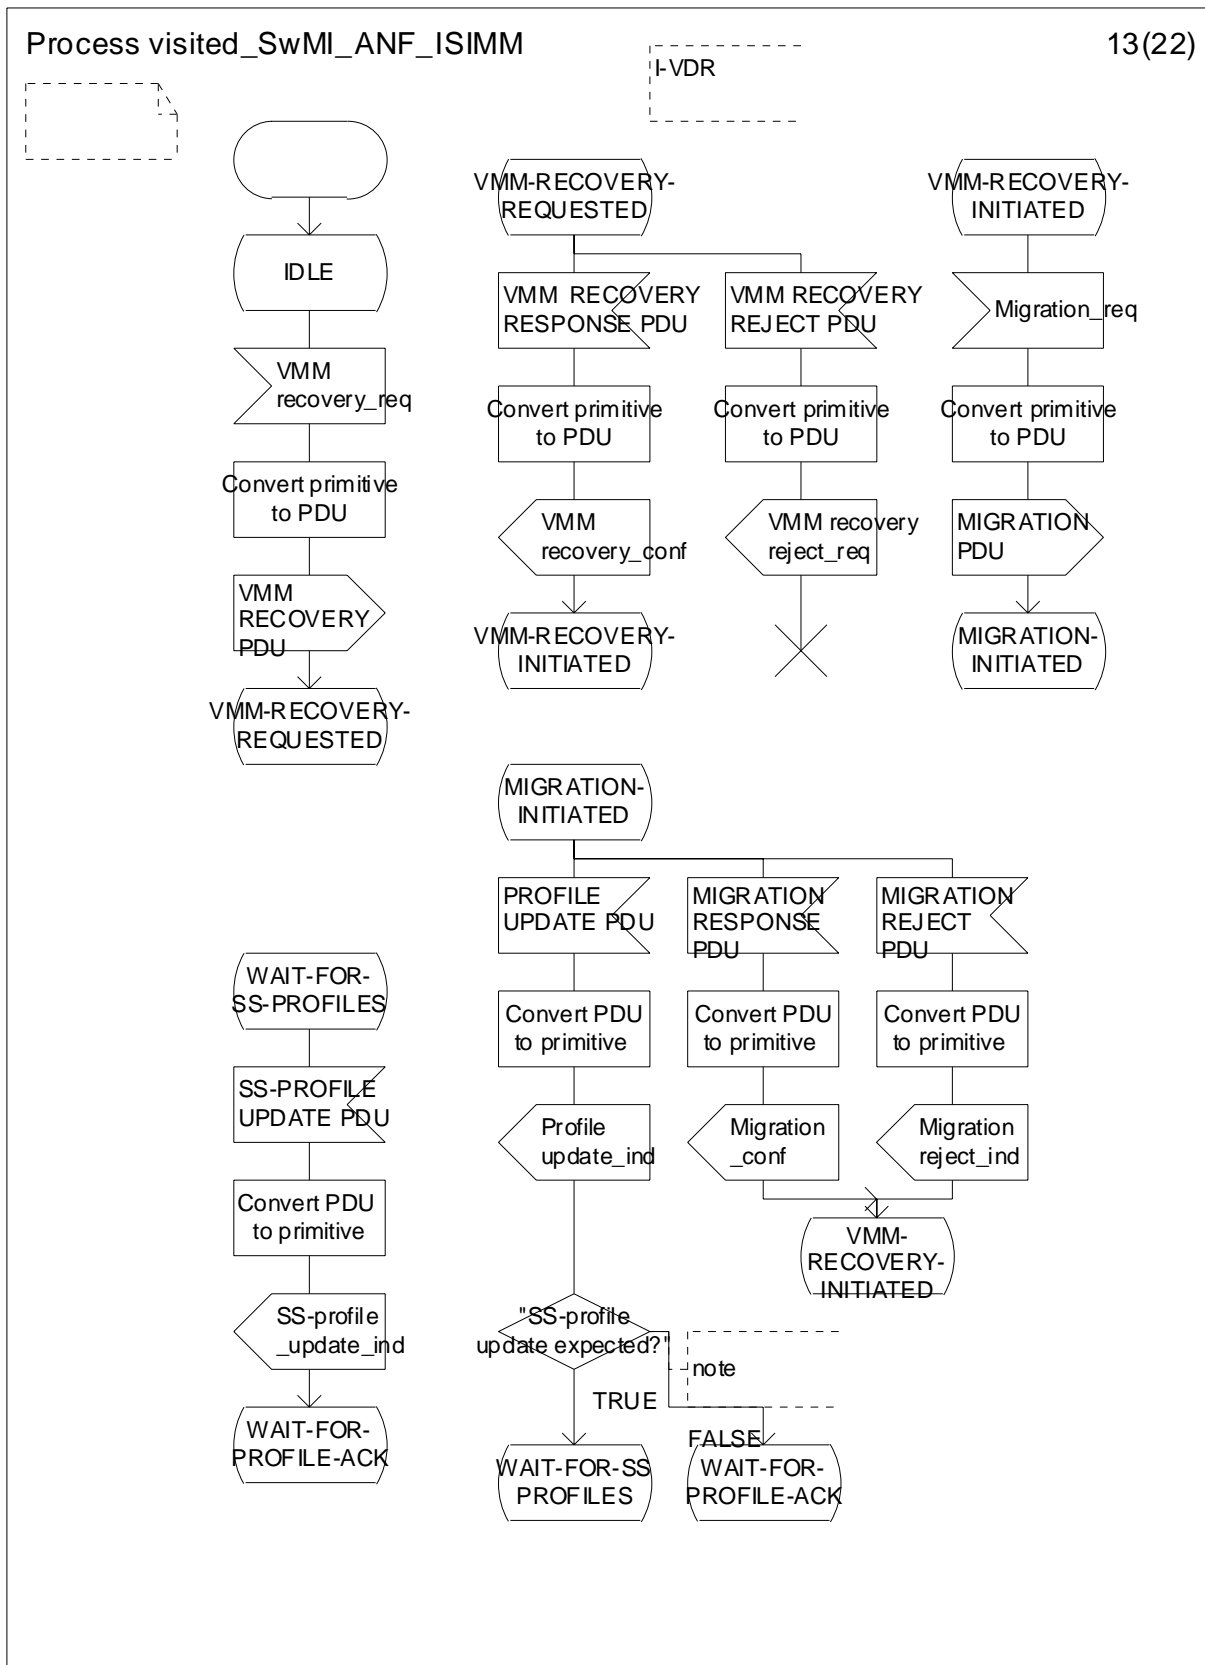 Process visited_SwMI_ANF_ISIMM
13(22)
I-VDR
IDLE
VMM
recovery_req
Convert primitive
to PDU
VMM
RECOVERY
PDU
VMM-RECOVERY-
REQUESTED
VMM-RECOVERY-
REQUESTED
VMM RECOVERY
RESPONSE PDU
Convert primitive
to PDU
VMM
recovery_conf
VMM-RECOVERY-
INITIATED
VMM RECOVERY
REJECT PDU
Convert primitive
to PDU
VMM recovery
reject_req
VMM-RECOVERY-
INITIATED
Migration_req
Convert primitive
to PDU
MIGRATION
PDU
MIGRATION-
INITIATED
WAIT-FOR-
SS-PROFILES
SS-PROFILE
UPDATE PDU
Convert PDU
to primitive
SS-profile
_update_ind
WAIT-FOR-
PROFILE-ACK
MIGRATION-
INITIATED
PROFILE
UPDATE PDU
Convert PDU
to primitive
Profile
update_ind
"SS-profile
update expected?"
note
TRUE
FALSE
WAIT-FOR-SS
PROFILES
WAIT-FOR-
PROFILE-ACK
MIGRATION
RESPONSE
PDU
Convert PDU
to primitive
Migration
_conf
MIGRATION
REJECT
PDU
Convert PDU
to primitive
Migration
reject_ind
VMM-
RECOVERY-
INITIATED